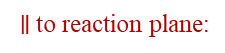 || to reaction plane: